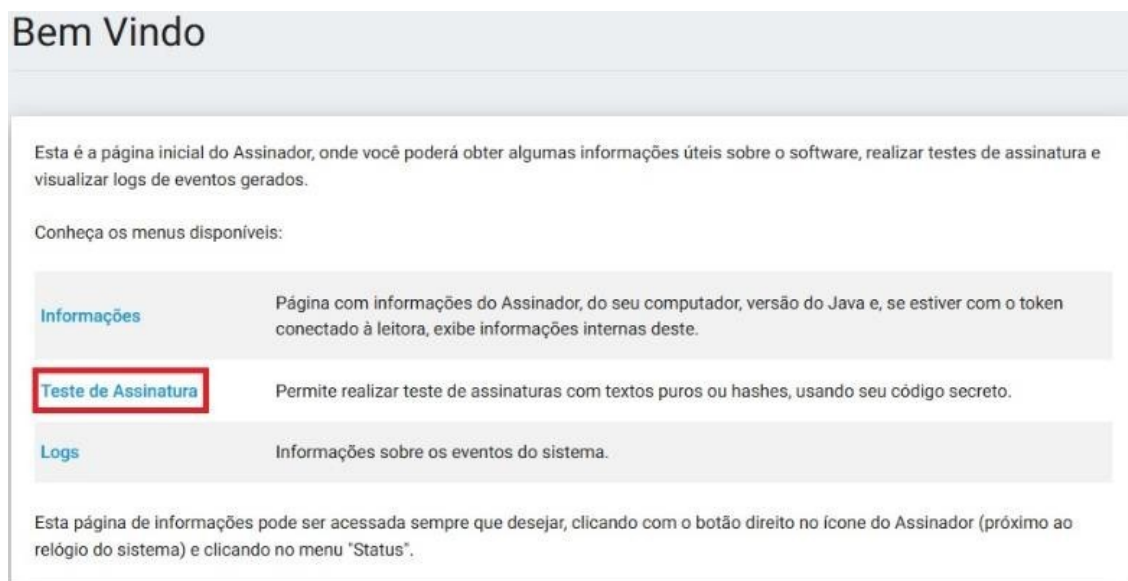 Bem Vindo
Esta é a página inicial do Assinador, onde você poderá obter algumas informações úteis sobre o software, realizar testes de assinatura e
visualizar logs de eventos gerados.
Conheça os menus disponíveis:
Informações
Página com informações do Assinador, do seu computador, versão do Java e, se estiver com o token
conectado à leitora, exibe informações internas deste.
Teste de Assinatura
Permite realizar teste de assinaturas com textos puros ou hashes, usando seu código secreto.
Logs
Informações sobre os eventos do sistema.
Esta página de informações pode ser acessada sempre que desejar, clicando com o botão direito no ícone do Assinador (próximo ao
relógio do sistema) e clicando no menu "Status".